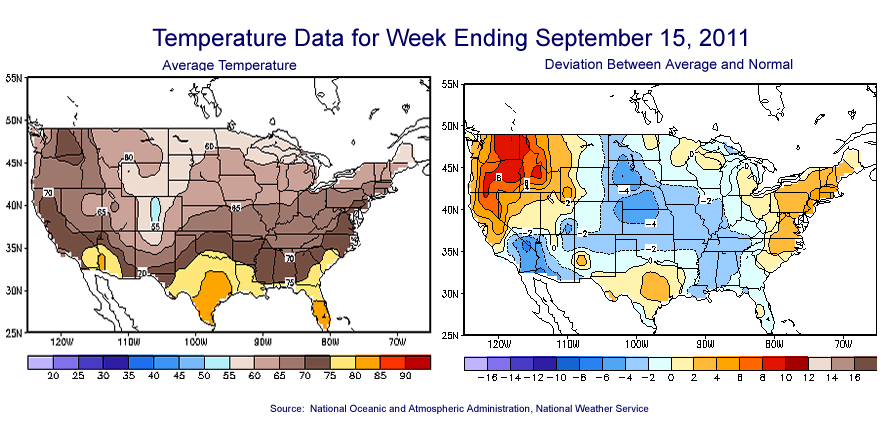 Temperature Data for Week Ending September 15, 2011
Average Temperature
Deviation Between Average and Normal
55N
50N
45N
40N
35N
30N
25N
60
60
70
65
65
55
70
70
75
120W 110W 100W 90W 80W 70W
20 25 30 35 40 45 50 55 60 65 70 75 80 85 90
55N
50N
45N
40N
35N
30N
25N
8
-4
2
-2
-4
-2
-2
0
-2
0
0
120W 110W 100W 90W 80W 70W
-16 -14 -12 -10 -8 -6 -4 -2 0 2 4 6 8 10 12 14 16
Source: National Oceanic and Atmospheric Administration, National Weather Service